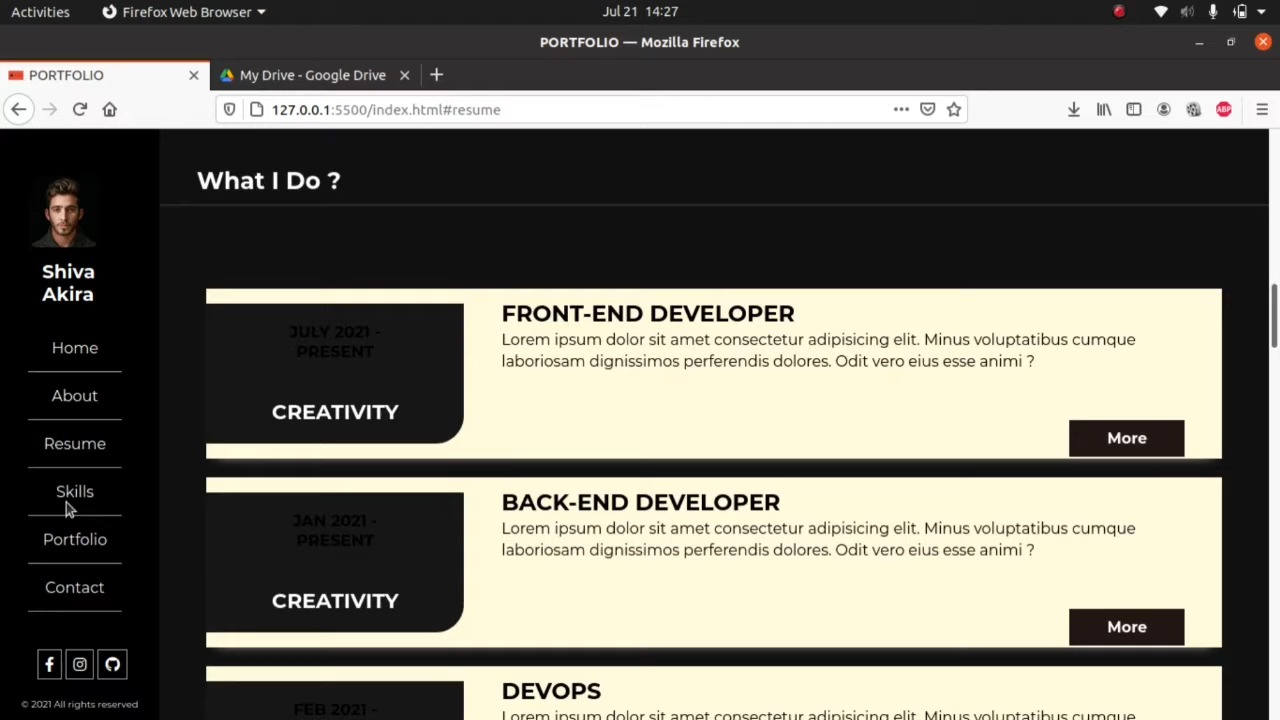 Activities
Firefox Web Browser
Jul 21 14:27
PORTFOLIO — Mozilla Firefox
PORTFOLIO
My Drive - Google Drive
127.0.0.1:5500/index.html#resume
ABP
Shiva
Akira
Home
About
Resume
Skills
Portfolio
Contact
© 2021 All rights reserved
What I Do ?
JULY 2021 -
PRESENT
CREATIVITY
FRONT-END DEVELOPER
Lorem ipsum dolor sit amet consectetur adipisicing elit. Minus voluptatibus cumque
laboriosam dignissimos perferendis dolores. Odit vero eius esse animi ?
More
JAN 2021 -
PRESENT
CREATIVITY
BACK-END DEVELOPER
Lorem ipsum dolor sit amet consectetur adipisicing elit. Minus voluptatibus cumque
laboriosam dignissimos perferendis dolores. Odit vero eius esse animi ?
More
FEB 2021 -
DEVOPS
Lorem ipsum dolor sit amet consectetur adipisicing elit. Minus voluptatibus cumque